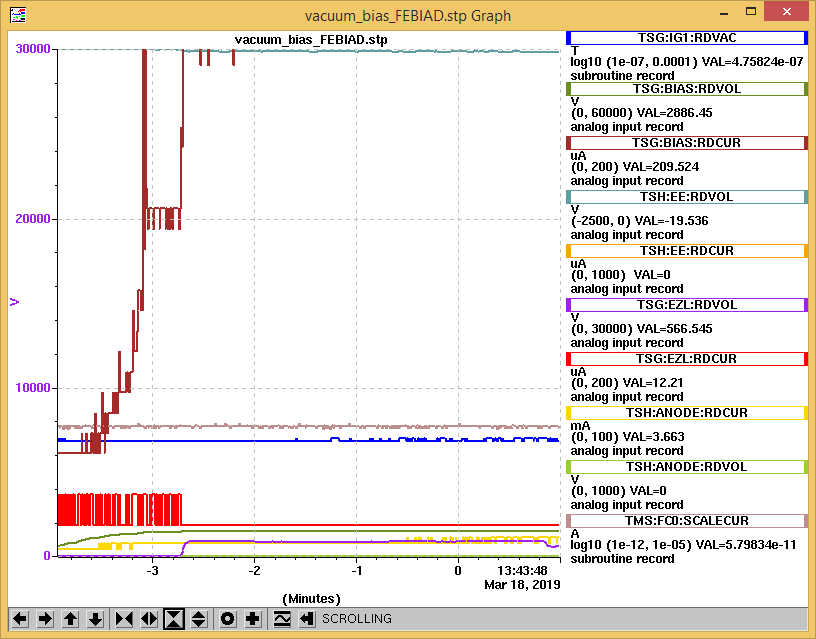 vacuum_bias_FEBIAD.stp Graph
vacuum_bias_FEBIAD.stp
30000
20000
10000
0
V
-3
-2
-1
0
13:43:48
Mar 18, 2019
(Minutes)
TSG:IG1:RDVAC
T
log10 (1e-07, 0.0001) VAL=4.75824e-07
subroutine record
TSG:BIAS:RDVOL
V
(0, 60000) VAL=2886.45
analog input record
TSG:BIAS:RDCUR
uA
(0, 200) VAL=209.524
analog input record
TSH:EE:RDVOL
V
(-2500, 0) VAL=-19.536
analog input record
TSH:EE:RDCUR
uA
(0, 1000) VAL=0
analog input record
TSG:EZL:RDVOL
V
(0, 30000) VAL=566.545
analog input record
TSG:EZL:RDCUR
uA
(0, 200) VAL=12.21
analog input record
TSH:ANODE:RDCUR
mA
(0, 100) VAL=3.663
analog input record
TSH:ANODE:RDVOL
V
(0, 1000) VAL=0
analog input record
TMS:FC0:SCALECUR
A
log10 (1e-12, 1e-05) VAL=5.79834e-11
subroutine record
SCROLLING